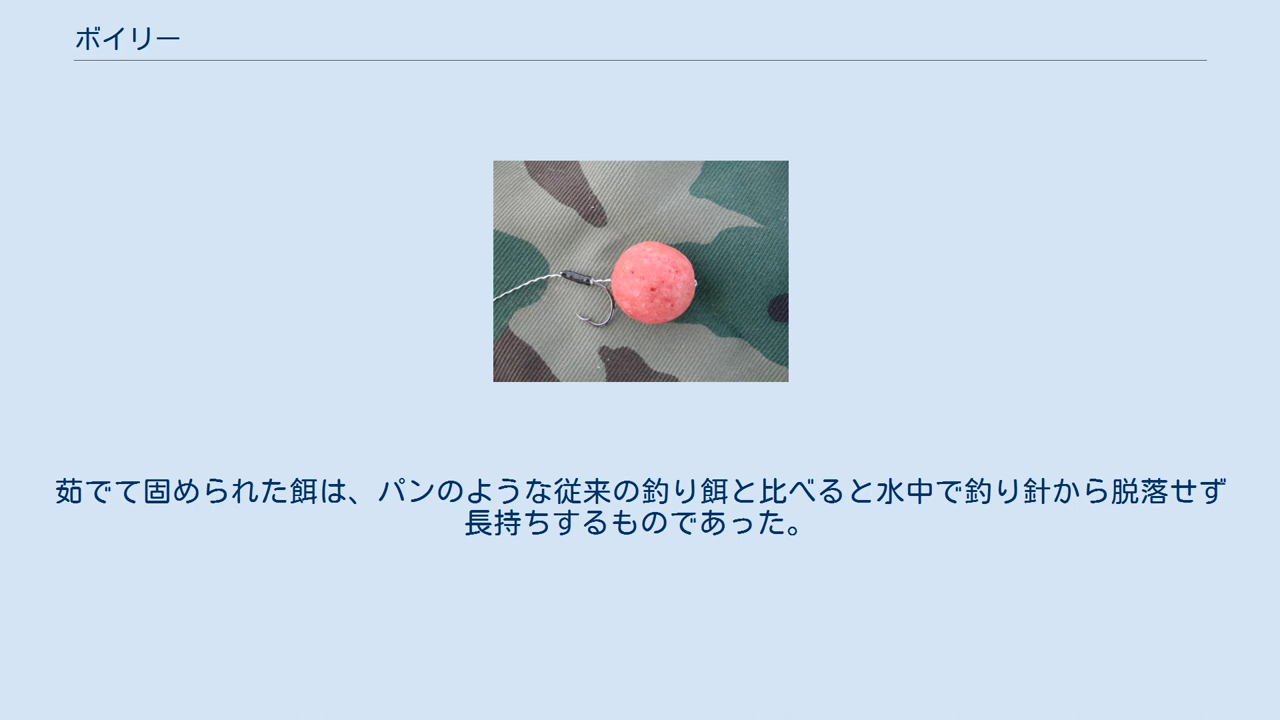 ボイリー
茹でて固められた餌は、パンのような従来の釣り餌と比べると水中で釣り針から脱落せず
長持ちするものであった。